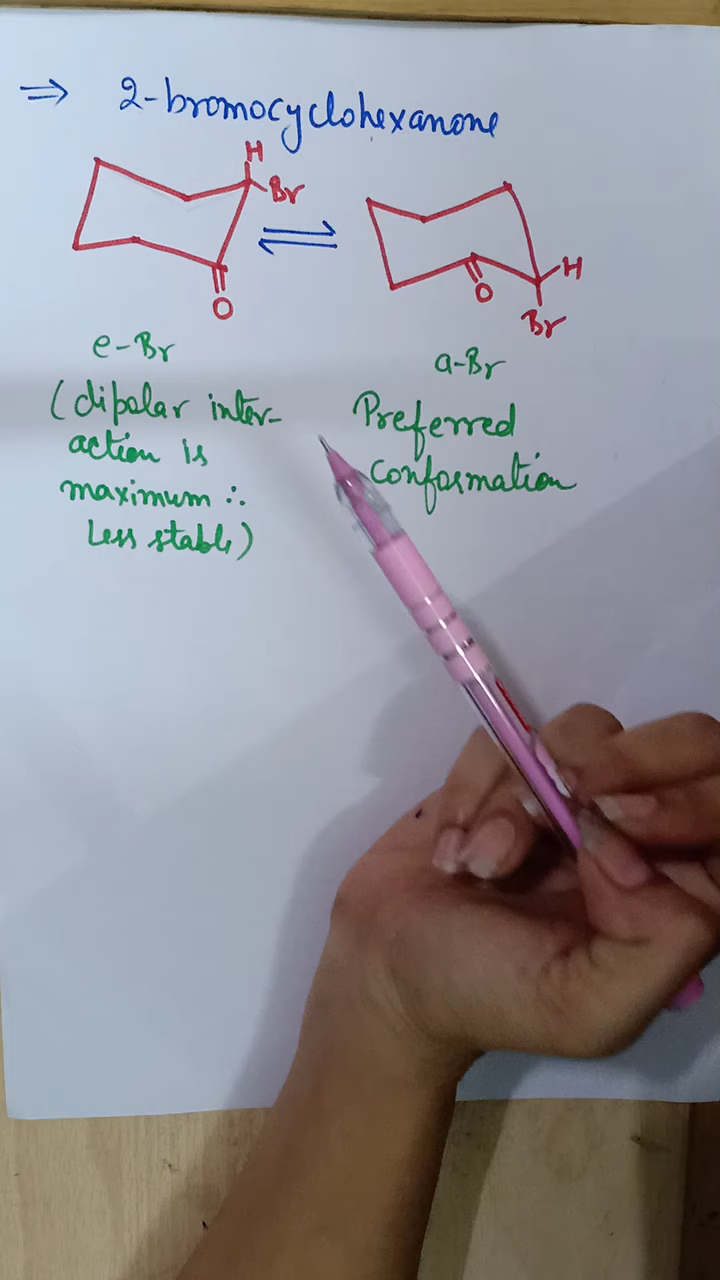 ⇒ 2-bromocyclohexanone
H
Br
O
H
O
Br
e-Br
(dipolar inter-
action is
maximum ∴
Less stable)
a-Br
Preferred
conformation